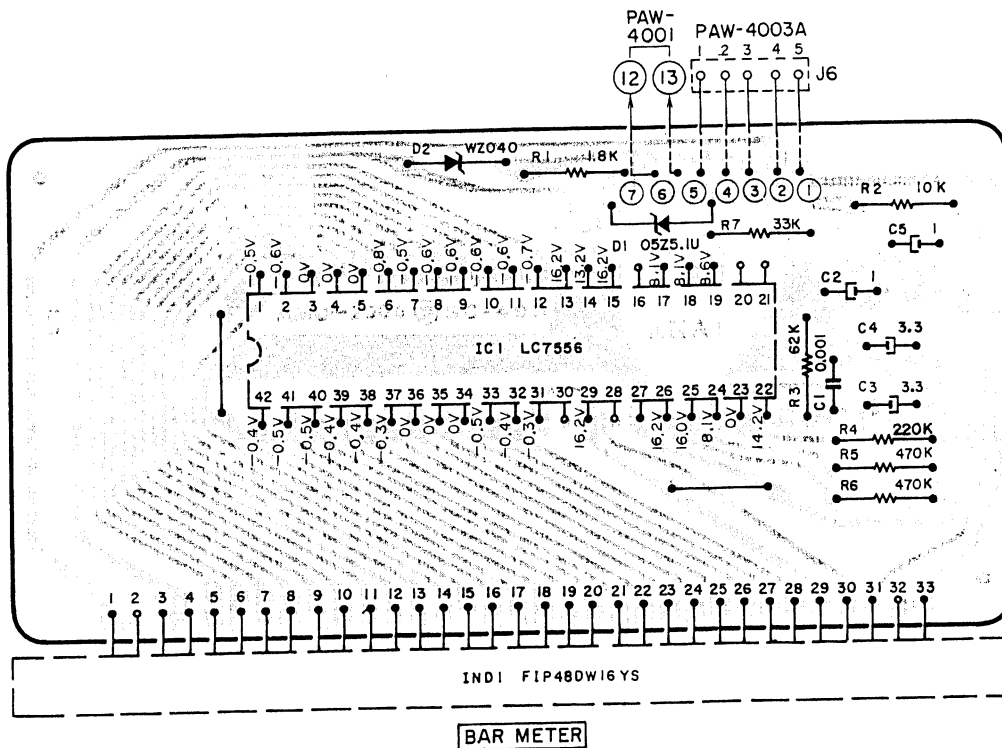 PAW-
4001
PAW-4003A
1 2 3 4 5
12 13
J6
D2 WZ040
R1 1.8K
7 6 5 4 3 2 1
R2 10K
D1 05Z5.1U
R7 33K
C5 1
-0.5V -0.6V 0V 0V 0V -0.8V -0.5V -0.6V -0.6V -0.6V -0.7V 16.2V 13.2V 16.2V 8.1V 8.1V 8.6V
1 2 3 4 5 6 7 8 9 10 11 12 13 14 15 16 17 18 19 20 21
C2 1
IC1 LC7556
R3 62K
C1 0.001
C4 3.3
C3 3.3
42 41 40 39 38 37 36 35 34 33 32 31 30 29 28 27 26 25 24 23 22
-0.4V -0.5V -0.5V -0.4V -0.4V -0.3V 0V 0V 0V -0.5V -0.4V -0.3V 16.2V 16.2V 16.0V 8.1V 0V 14.2V
R4 220K
R5 470K
R6 470K
1 2 3 4 5 6 7 8 9 10 11 12 13 14 15 16 17 18 19 20 21 22 23 24 25 26 27 28 29 30 31 32 33
IND1 FIP48DW16YS
BAR METER